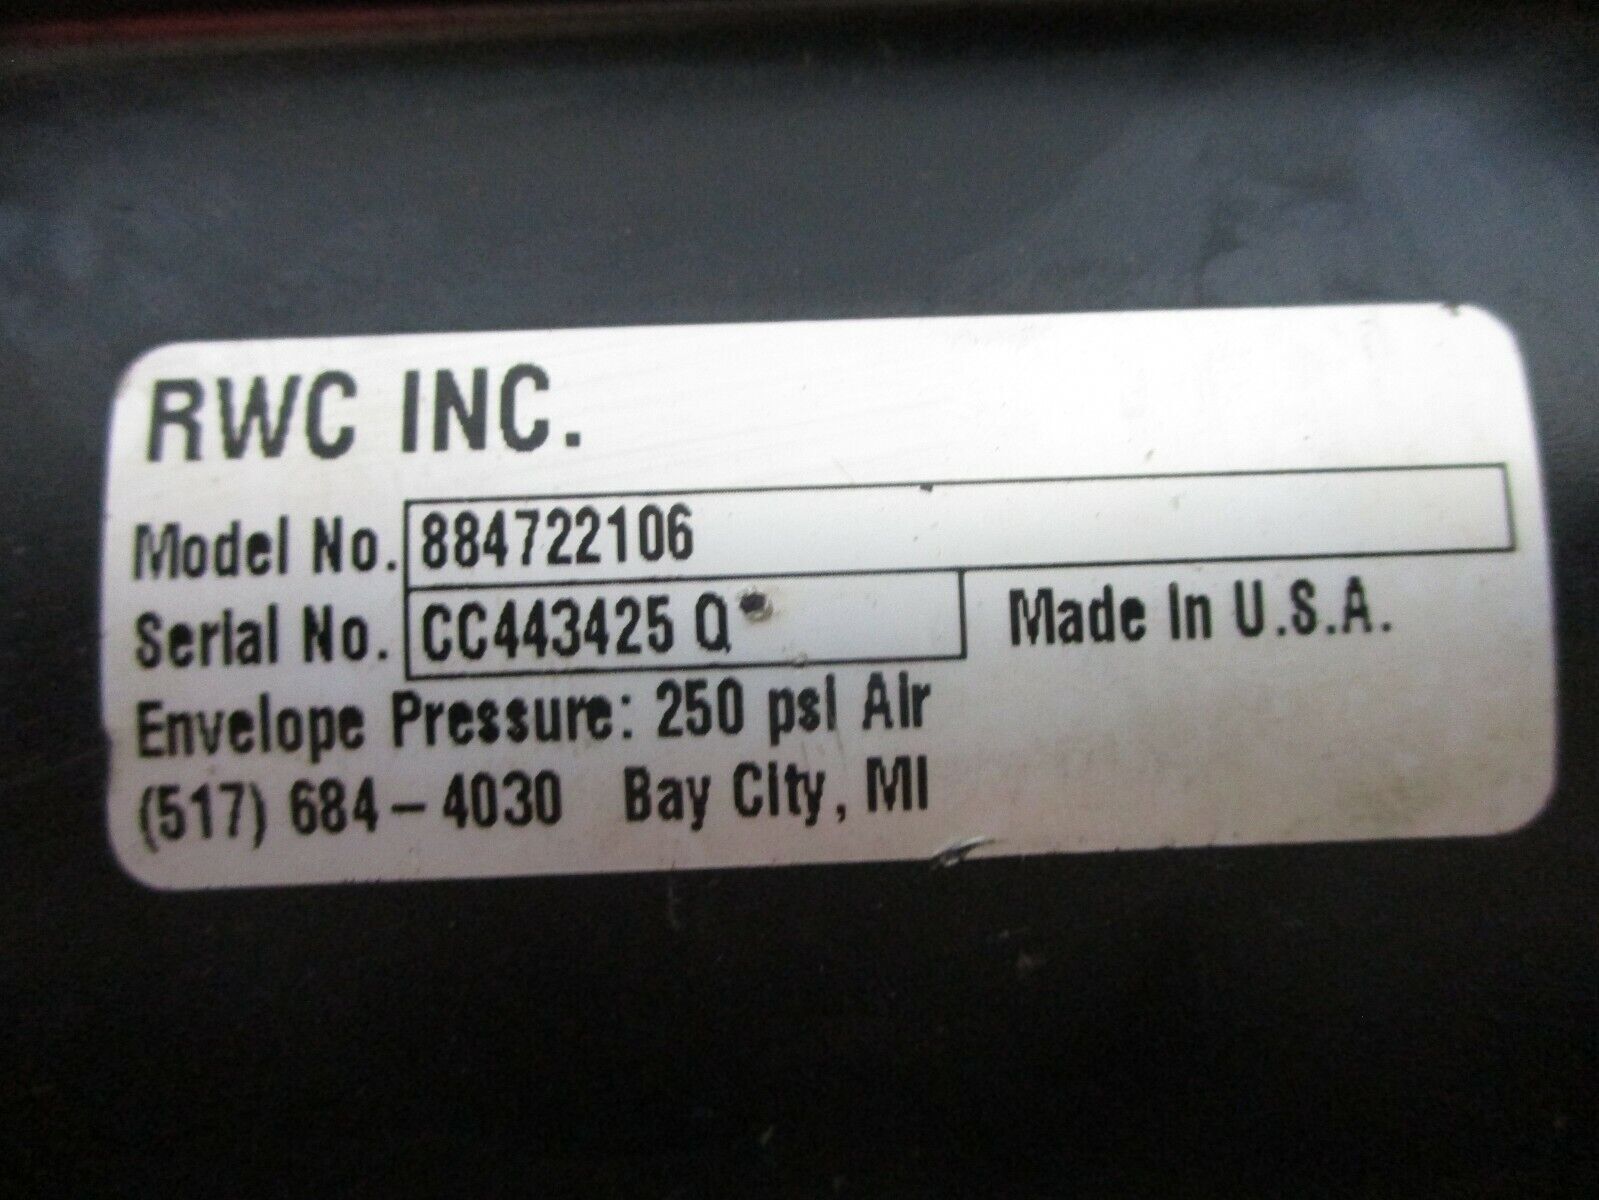 RWC INC.
Model No. 884722106
Serial No. CC443425 Q
Made In U.S.A.
Envelope Pressure: 250 psi Air
(517) 684-4030 Bay City, MI